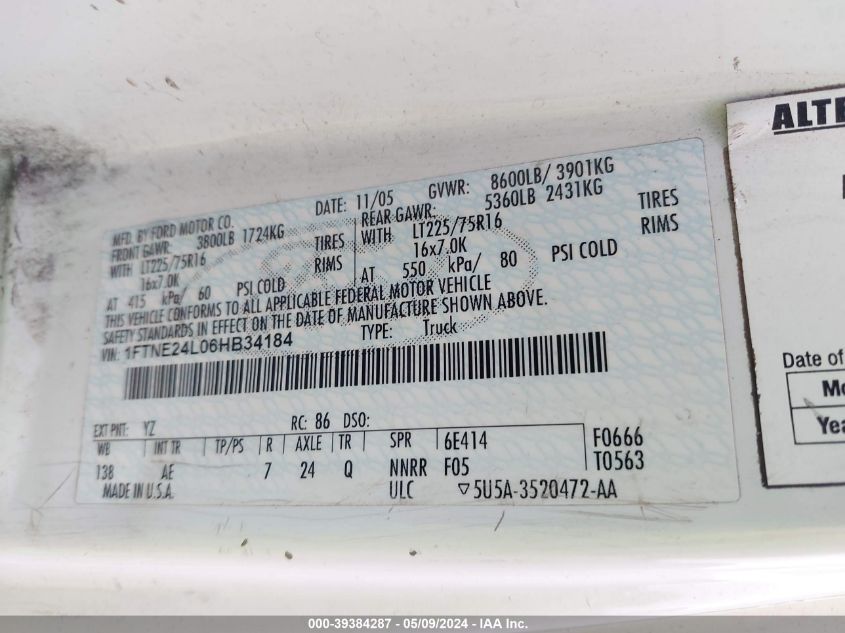 MFD. BY FORD MOTOR CO.
DATE: 11/05 GVWR: 8600LB/ 3901KG
FRONT GAWR: 3800LB 1724KG
REAR GAWR: 5360LB 2431KG
WITH LT225/75R16 TIRES
16x7.0K RIMS
AT 415 kPa/ 60 PSI COLD
WITH LT225/75R16 TIRES
16x7.0K RIMS
AT 550 kPa/ 80 PSI COLD
THIS VEHICLE CONFORMS TO ALL APPLICABLE FEDERAL MOTOR VEHICLE
SAFETY STANDARDS IN EFFECT ON THE DATE OF MANUFACTURE SHOWN ABOVE.
VIN: 1FTNE24L06HB34184
TYPE: Truck
EXT PNT: YZ RC: 86 DSO:
WB INT TR TP/PS R AXLE TR SPR 6E414 F0666
138 AE 7 24 Q NNRR F05 T0563
MADE IN U.S.A. ULC ▽5U5A-3520472-AA
ALTE
Date of
Mo
Yea
000-39384287 - 05/09/2024 - IAA Inc.